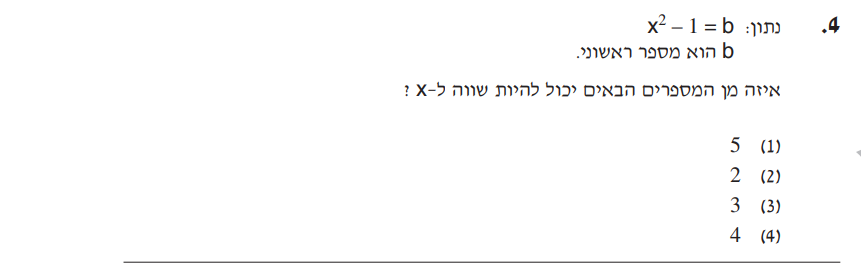 .4 נתון: x² – 1 = b
b הוא מספר ראשוני.
איזה מן המספרים הבאים יכול להיות שווה ל-x ?
(1) 5
(2) 2
(3) 3
(4) 4